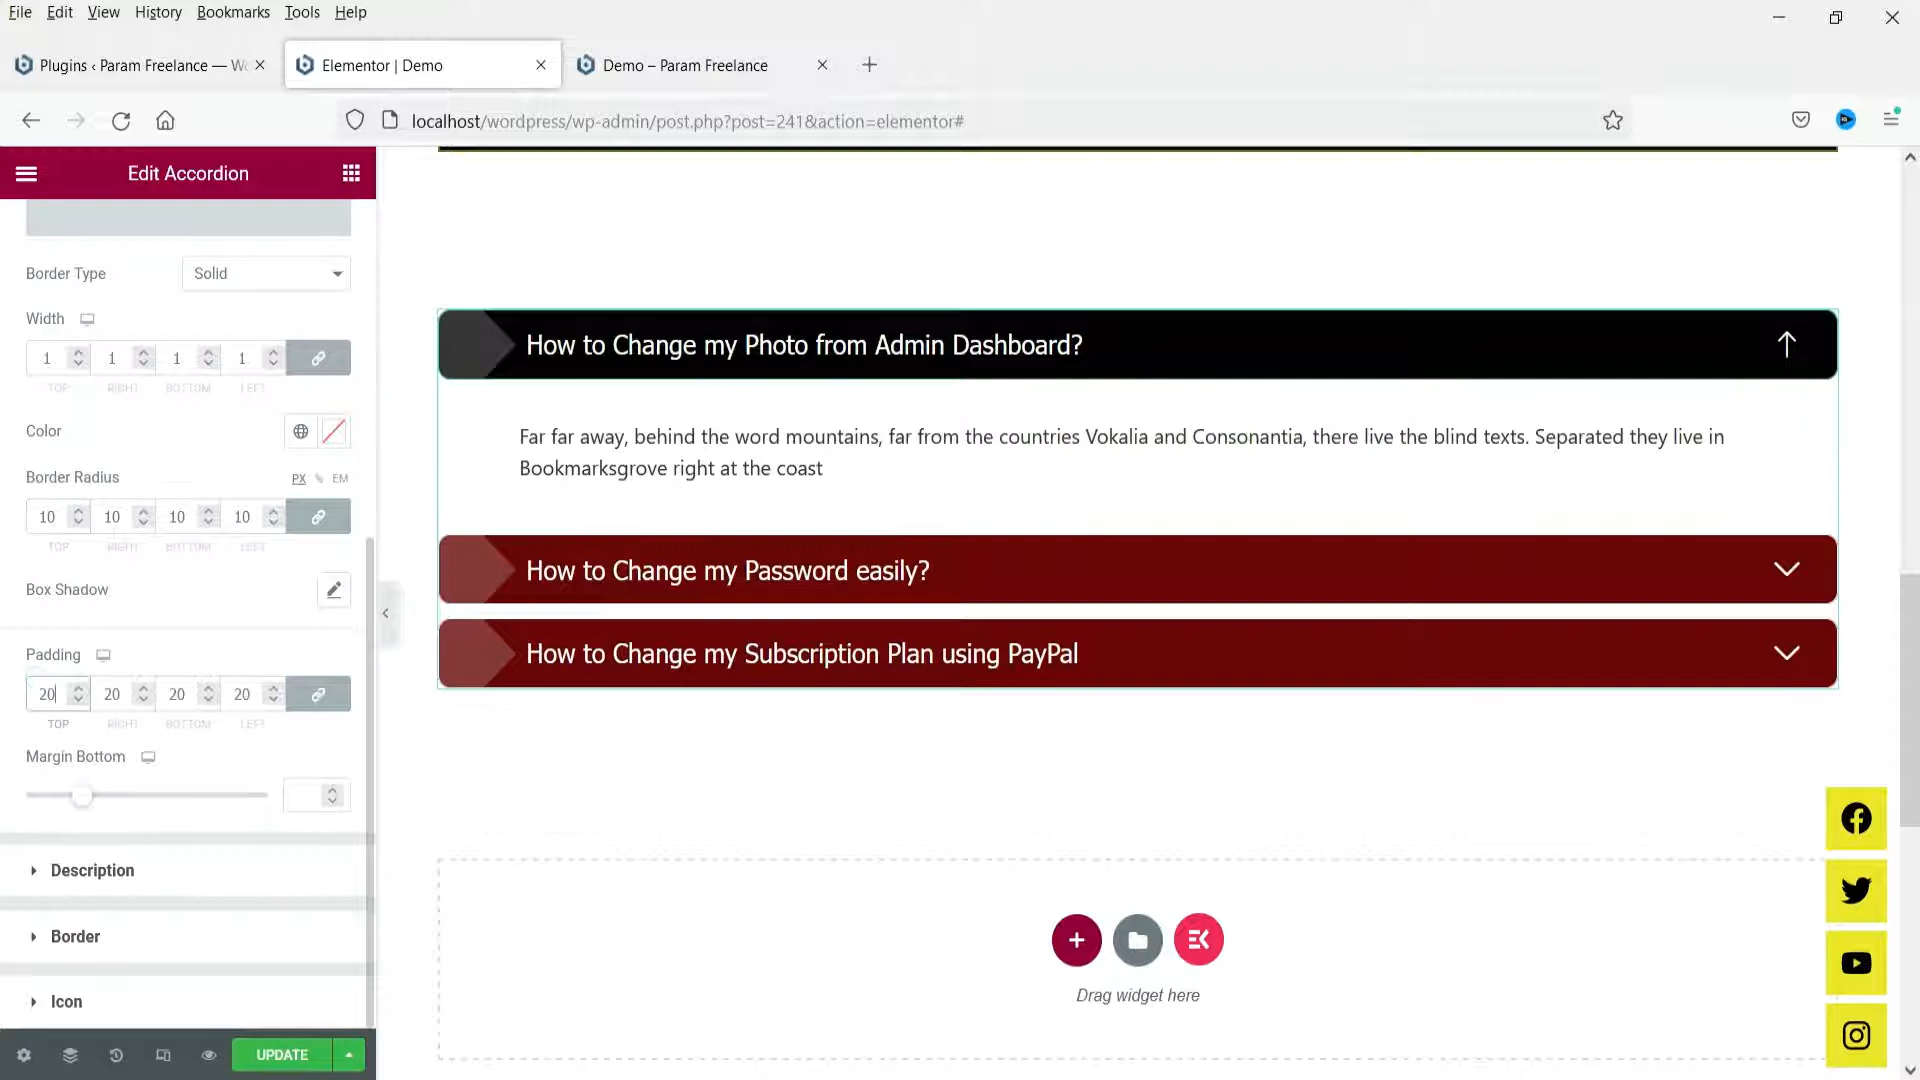 File Edit View History Bookmarks Tools Help
Plugins ‹ Param Freelance — Wo
Elementor | Demo
Demo – Param Freelance
localhost/wordpress/wp-admin/post.php?post=241&action=elementor#
Edit Accordion
Border Type
Solid
Width
1 1 1 1
TOP RIGHT BOTTOM LEFT
Color
Border Radius
PX % EM
10 10 10 10
TOP RIGHT BOTTOM LEFT
Box Shadow
Padding
20 20 20 20
TOP RIGHT BOTTOM LEFT
Margin Bottom
Description
Border
Icon
UPDATE
How to Change my Photo from Admin Dashboard?
Far far away, behind the word mountains, far from the countries Vokalia and Consonantia, there live the blind texts. Separated they live in
Bookmarksgrove right at the coast
How to Change my Password easily?
How to Change my Subscription Plan using PayPal
Drag widget here